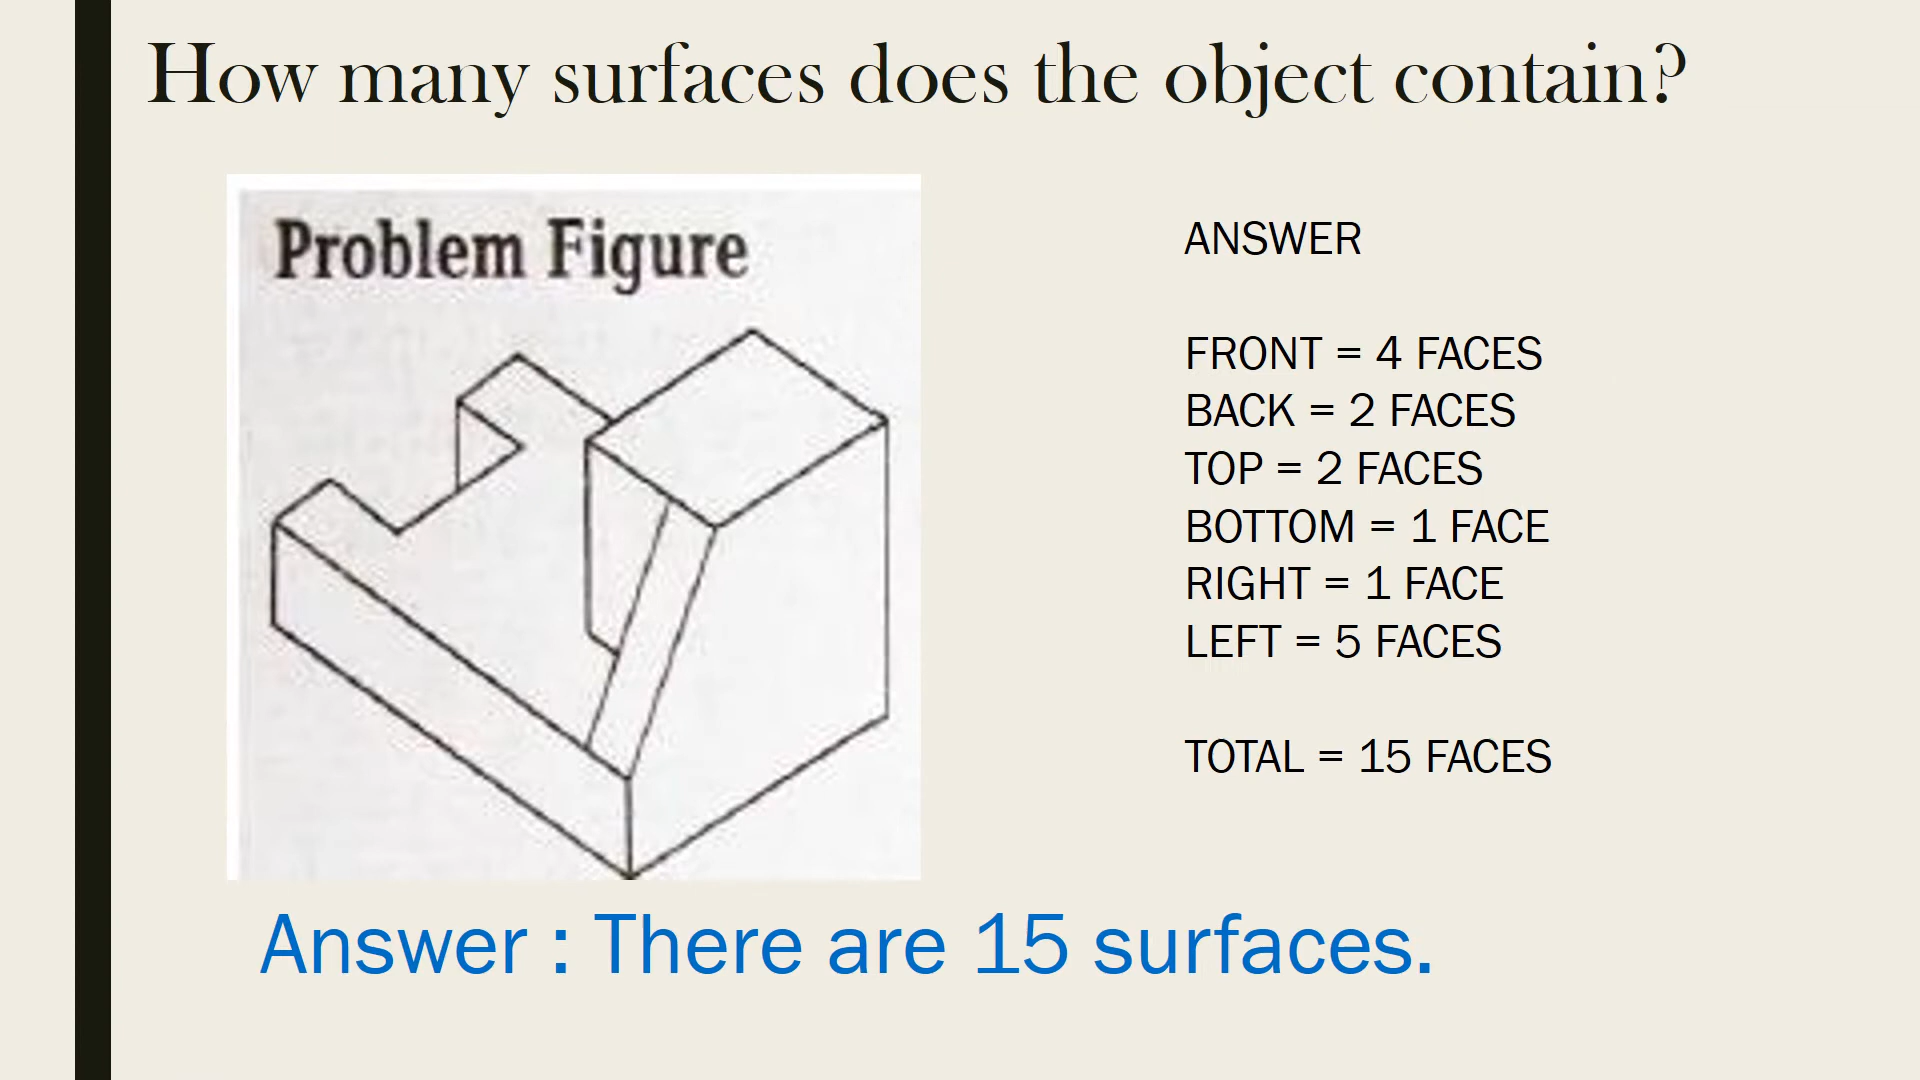 How many surfaces does the object contain?
Problem Figure
ANSWER
FRONT = 4 FACES
BACK = 2 FACES
TOP = 2 FACES
BOTTOM = 1 FACE
RIGHT = 1 FACE
LEFT = 5 FACES
TOTAL = 15 FACES
Answer : There are 15 surfaces.